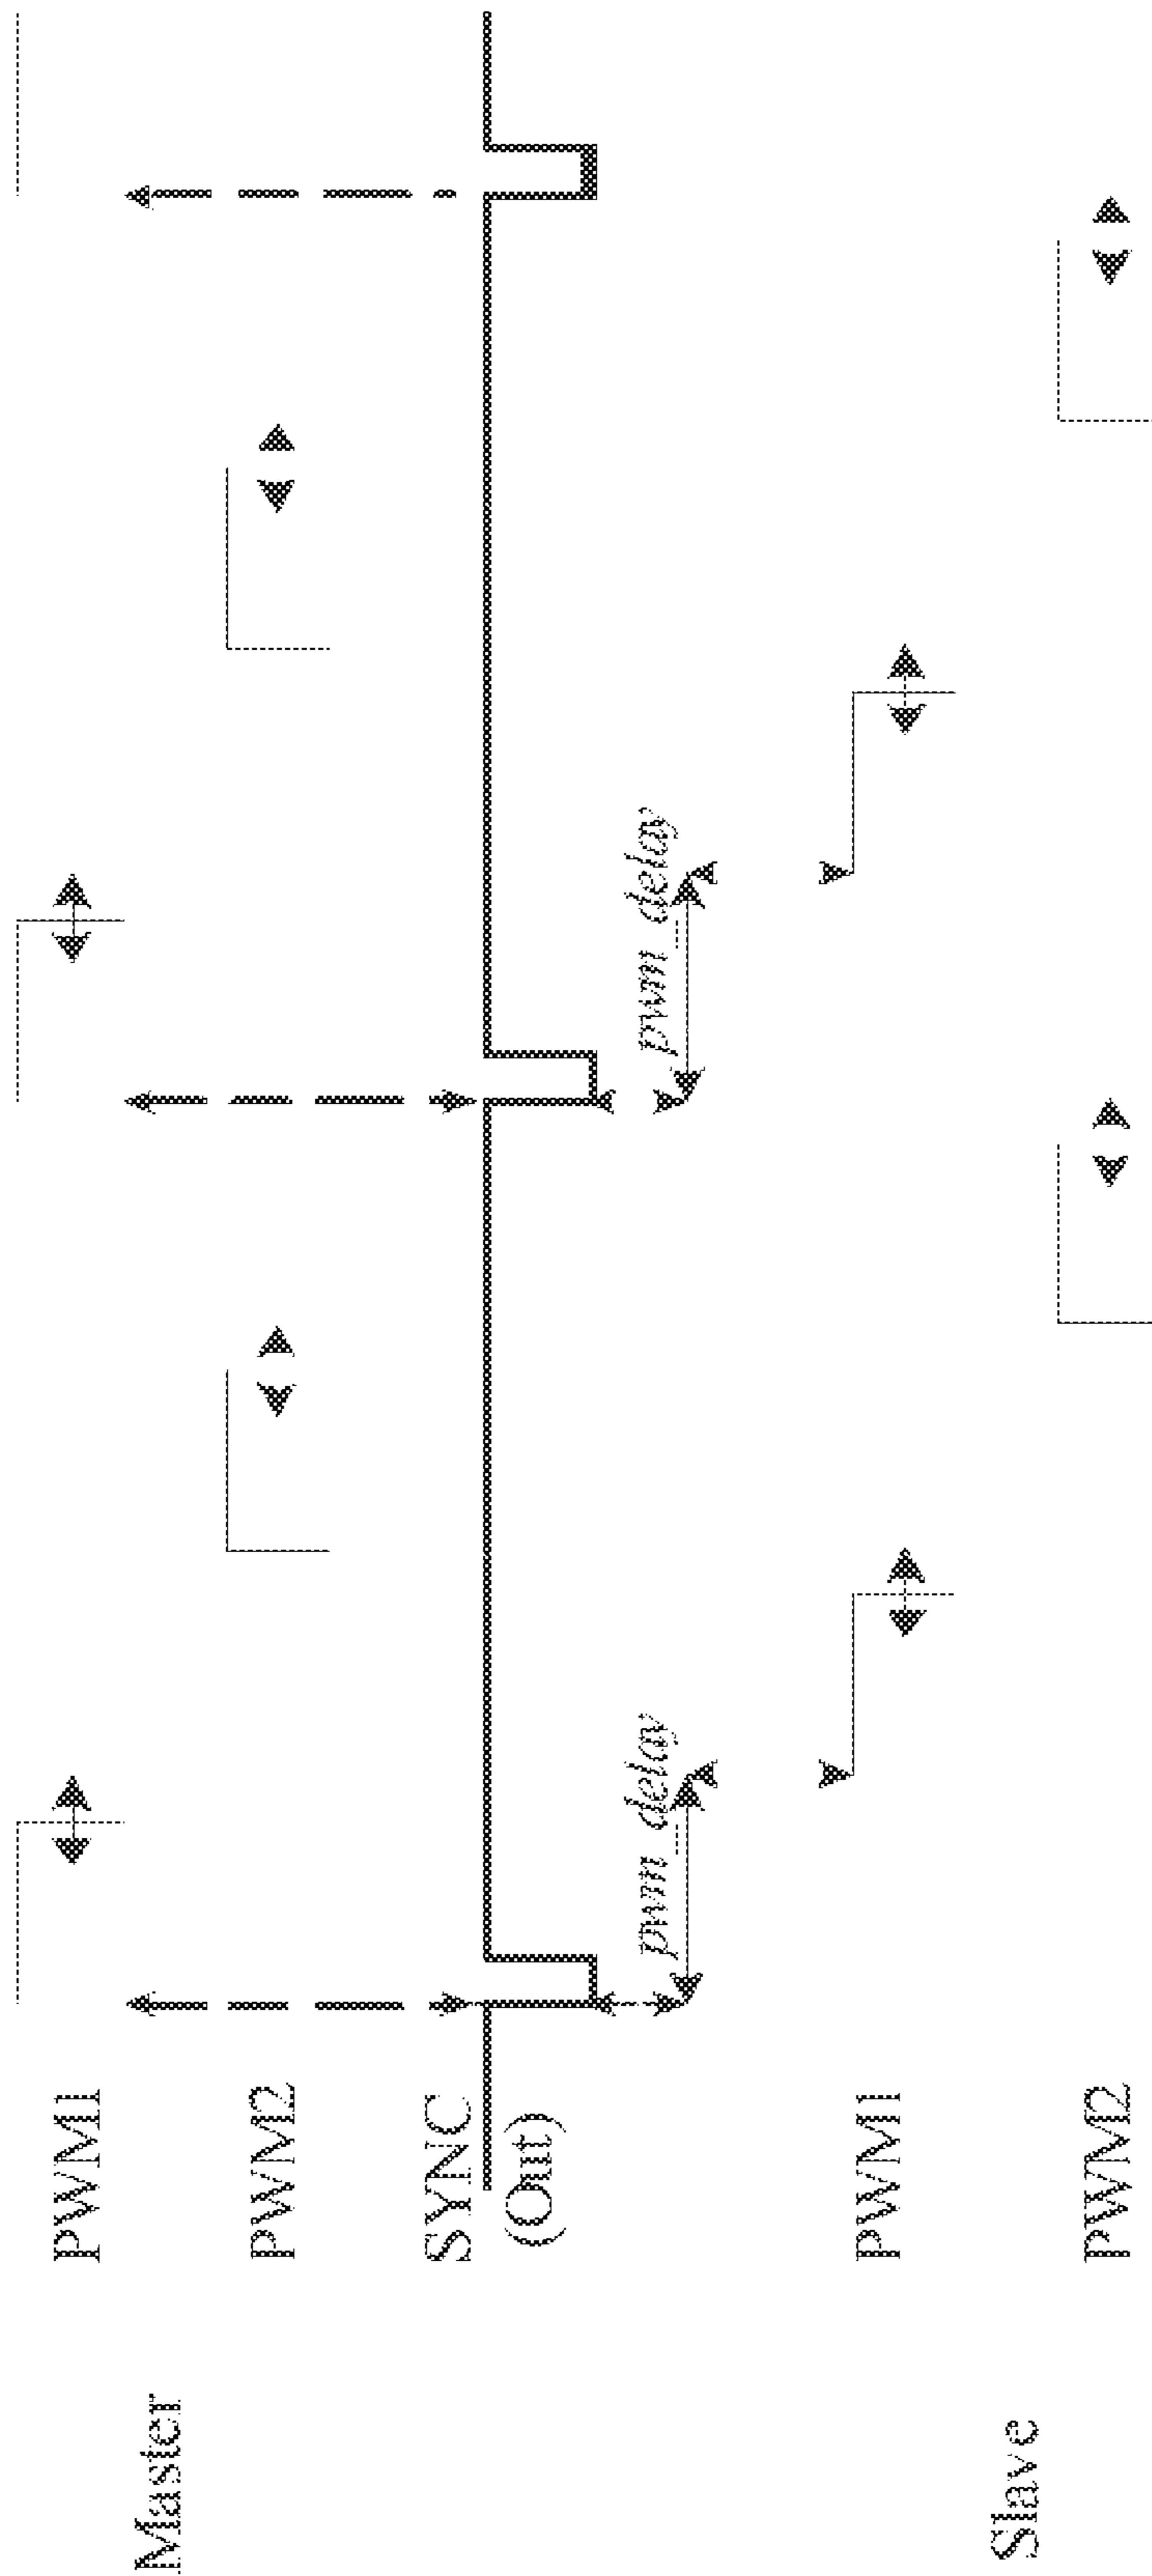 Master
PWM1
PWM2
SYNC
(Out)
pwm_delay
pwm_delay
Slave
PWM1
PWM2